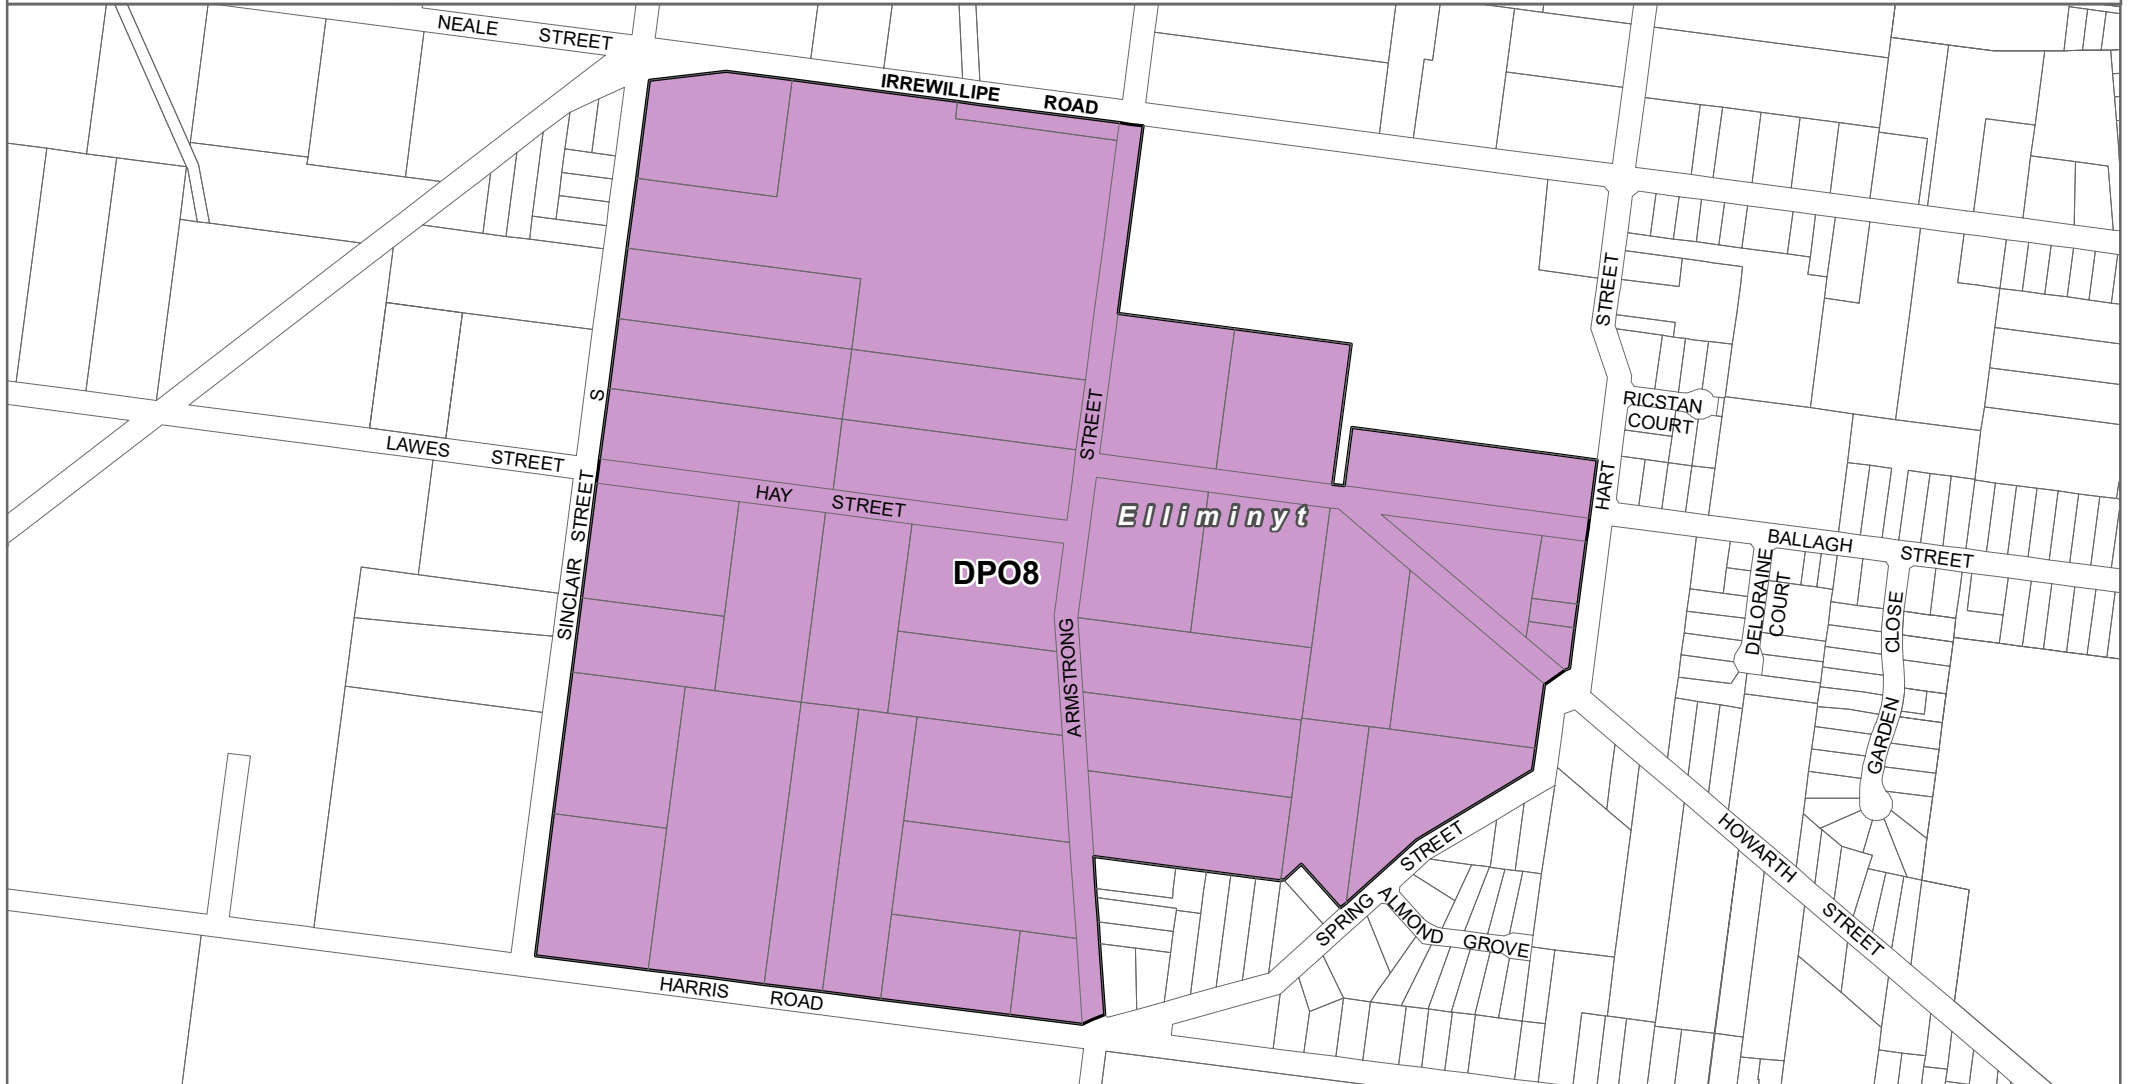 NEALE STREET
IRREWILLIPE ROAD
STREET
S
STREET
RICSTAN
COURT
LAWES STREET
HAY STREET
HART
Elliminyt
SINCLAIR STREET
DPO8
BALLAGH STREET
DELORAINE
COURT
CLOSE
ARMSTRONG
GARDEN
STREET
HOWARTH
SPRING
ALMOND GROVE
STREET
HARRIS ROAD